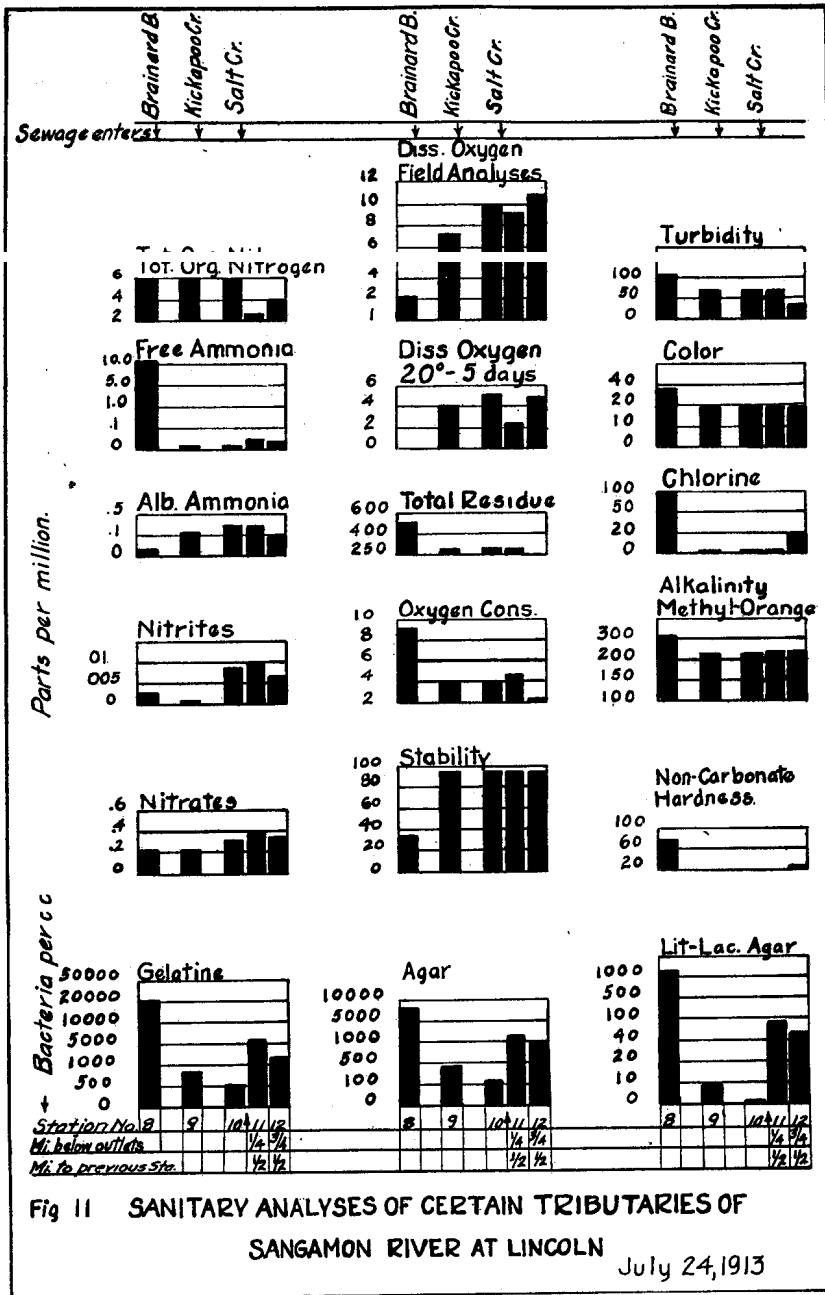 Brainard B.
Kickapoo Cr.
Salt Cr.
Brainard B.
Kickapoo Cr.
Salt Cr.
Brainard B.
Kickapoo Cr.
Salt Cr.
Sewage enters
Parts per million.
Bacteria per cc
Tot. Org. Nitrogen
6
4
2
Free Ammonia
10.0
5.0
1.0
.1
0
Alb. Ammonia
.5
.1
0
Nitrites
01
005
0
Nitrates
.6
.4
.2
0
Gelatine
50000
20000
10000
5000
1000
500
0
Diss. Oxygen
Field Analyses
12
10
8
6
4
2
1
Diss Oxygen
20°- 5 days
6
4
2
0
Total Residue
600
400
250
Oxygen Cons.
10
8
6
4
2
Stability
100
80
60
40
20
0
Agar
10000
5000
1000
500
100
0
Turbidity
100
50
0
Color
40
20
10
0
Chlorine
100
50
20
0
Alkalinity
Methyl-Orange
300
200
150
100
Non-Carbonate
Hardness.
100
60
20
Lit-Lac. Agar
1000
500
100
40
20
10
0
Station No. 8 9 10 11 12 8 9 10 11 12 8 9 10 11 12
Mi. below outlets 1/4 3/4 1/4 3/4 1/4 3/4
Mi. to previous Sta. 1/2 1/2 1/2 1/2 1/2 1/2
Fig 11 SANITARY ANALYSES OF CERTAIN TRIBUTARIES OF
SANGAMON RIVER AT LINCOLN
July 24, 1913